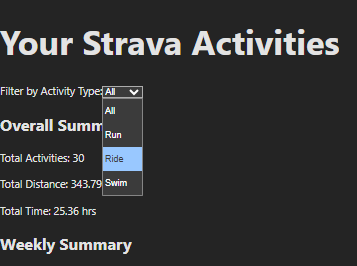 Your Strava Activities
Filter by Activity Type: All
All
Run
Ride
Swim
Overall Summ
Total Activities: 30
Total Distance: 343.79
Total Time: 25.36 hrs
Weekly Summary